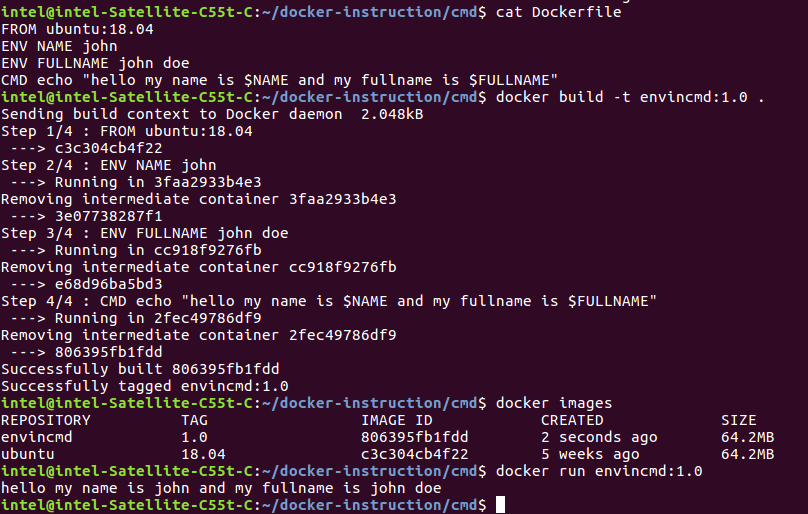 intel@intel-Satellite-C55t-C:~/docker-instruction/cmd$ cat Dockerfile
FROM ubuntu:18.04
ENV NAME john
ENV FULLNAME john doe
CMD echo "hello my name is $NAME and my fullname is $FULLNAME"
intel@intel-Satellite-C55t-C:~/docker-instruction/cmd$ docker build -t envincmd:1.0 .
Sending build context to Docker daemon  2.048kB
Step 1/4 : FROM ubuntu:18.04
 ---> c3c304cb4f22
Step 2/4 : ENV NAME john
 ---> Running in 3faa2933b4e3
Removing intermediate container 3faa2933b4e3
 ---> 3e07738287f1
Step 3/4 : ENV FULLNAME john doe
 ---> Running in cc918f9276fb
Removing intermediate container cc918f9276fb
 ---> e68d96ba5bd3
Step 4/4 : CMD echo "hello my name is $NAME and my fullname is $FULLNAME"
 ---> Running in 2fec49786df9
Removing intermediate container 2fec49786df9
 ---> 806395fb1fdd
Successfully built 806395fb1fdd
Successfully tagged envincmd:1.0
intel@intel-Satellite-C55t-C:~/docker-instruction/cmd$ docker images
REPOSITORY          TAG                 IMAGE ID            CREATED             SIZE
envincmd            1.0                 806395fb1fdd        2 seconds ago       64.2MB
ubuntu              18.04               c3c304cb4f22        5 weeks ago         64.2MB
intel@intel-Satellite-C55t-C:~/docker-instruction/cmd$ docker run envincmd:1.0
hello my name is john and my fullname is john doe
intel@intel-Satellite-C55t-C:~/docker-instruction/cmd$